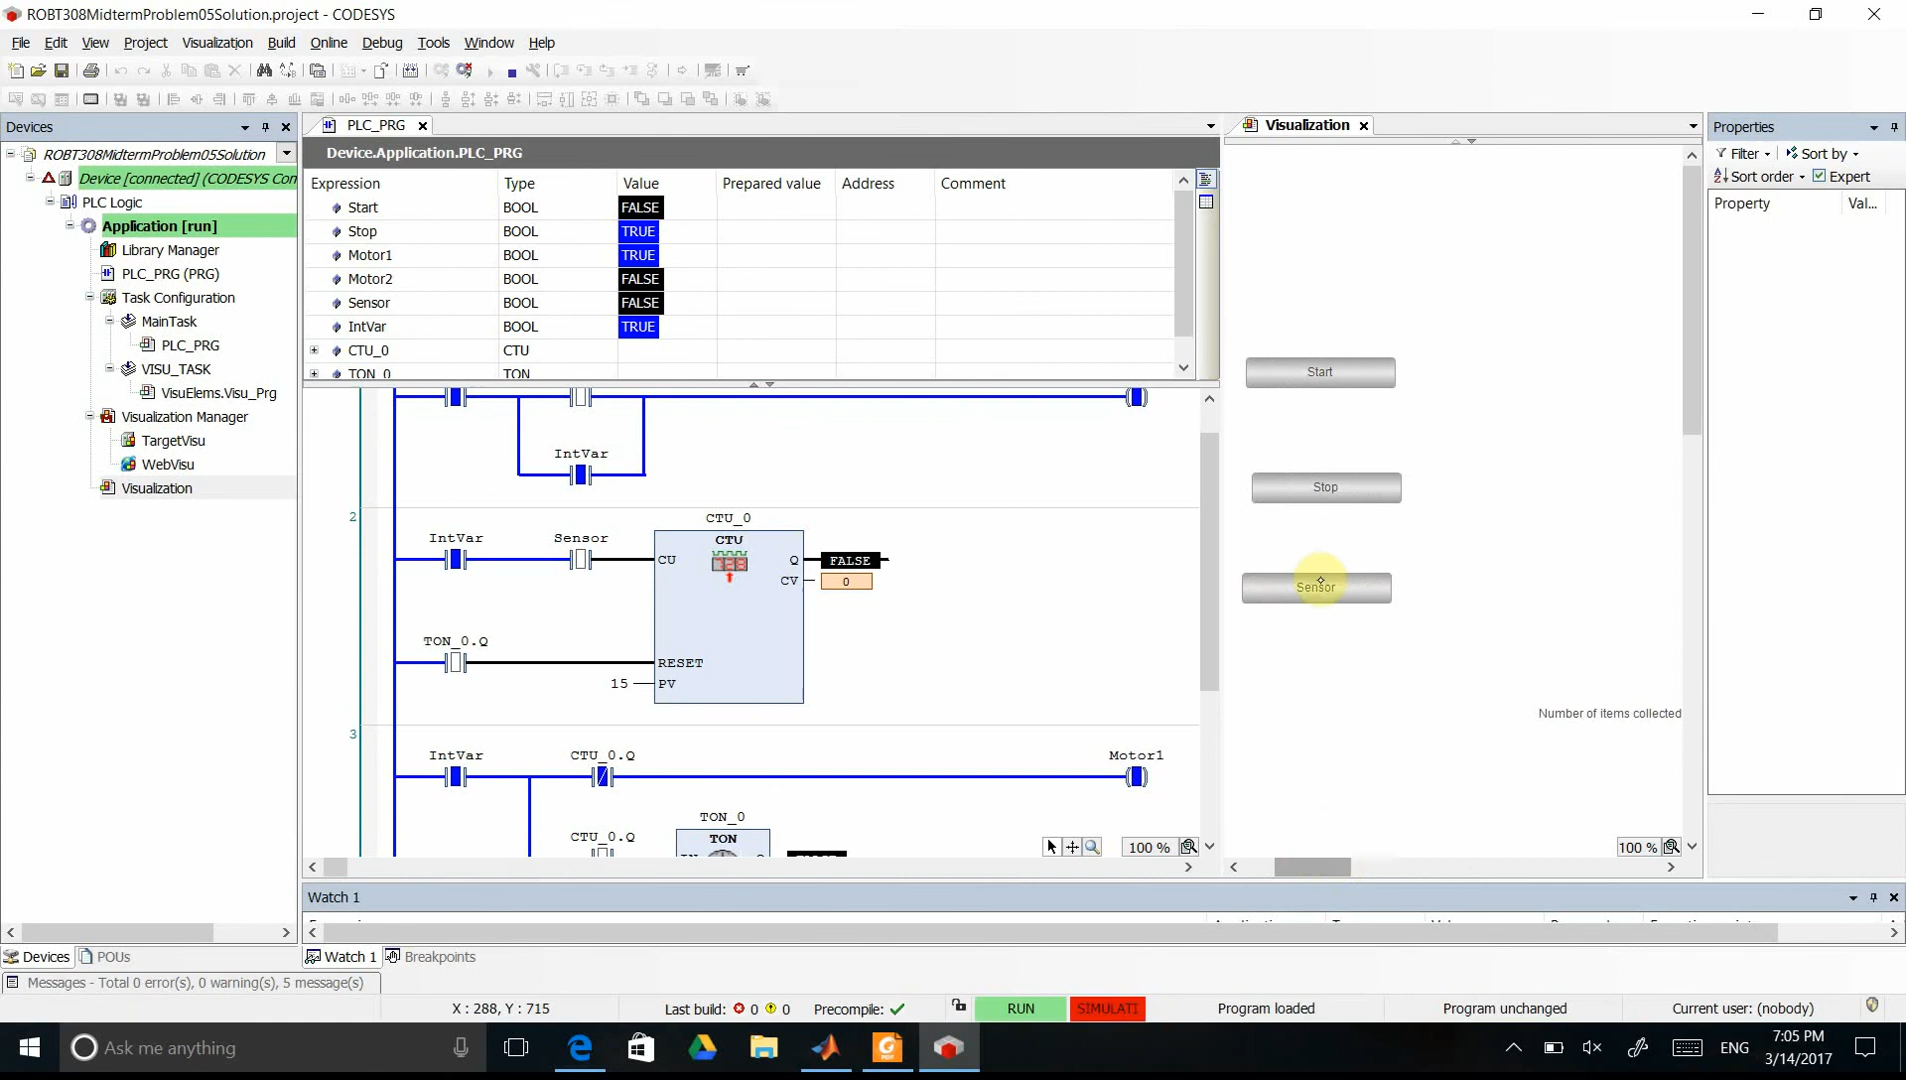 ROBT308MidtermProblem05Solution.project - CODESYS
File Edit View Project Visualization Build Online Debug Tools Window Help
Devices
ROBT308MidtermProblem05Solution
Device [connected] (CODESYS Con
PLC Logic
Application [run]
Library Manager
PLC_PRG (PRG)
Task Configuration
MainTask
PLC_PRG
VISU_TASK
VisuElems.Visu_Prg
Visualization Manager
TargetVisu
WebVisu
Visualization
Devices POUs
PLC_PRG
Device.Application.PLC_PRG
Expression Type Value Prepared value Address Comment
Start BOOL FALSE
Stop BOOL TRUE
Motor1 BOOL TRUE
Motor2 BOOL FALSE
Sensor BOOL FALSE
IntVar BOOL TRUE
CTU_0 CTU
TON_0 TON
IntVar
2
CTU_0
IntVar Sensor CTU
CU Q FALSE
CV 0
TON_0.Q
RESET
15 PV
3
IntVar CTU_0.Q Motor1
TON_0
CTU_0.Q TON
100 %
Visualization
Start
Stop
Sensor
Number of items collected
100 %
Properties
Filter Sort by
Sort order Expert
Property Val...
Watch 1
Watch 1 Breakpoints
Messages - Total 0 error(s), 0 warning(s), 5 message(s)
X : 288, Y : 715 Last build: 0 0 Precompile: RUN SIMULATI Program loaded Program unchanged Current user: (nobody)
Ask me anything
ENG
7:05 PM
3/14/2017